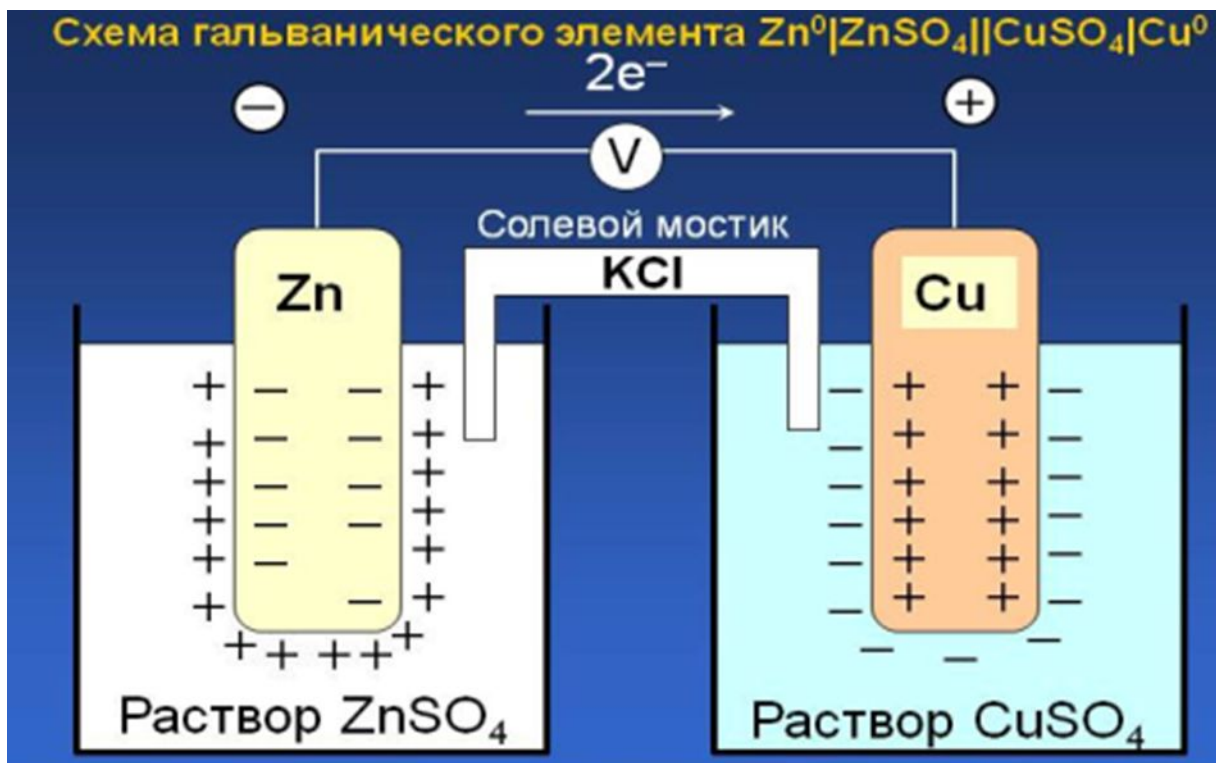 Схема гальванического элемента Zn⁰|ZnSO₄||CuSO₄|Cu⁰
2e⁻
− +
V
Солевой мостик
KCl
Zn
Cu
Раствор ZnSO₄
Раствор CuSO₄